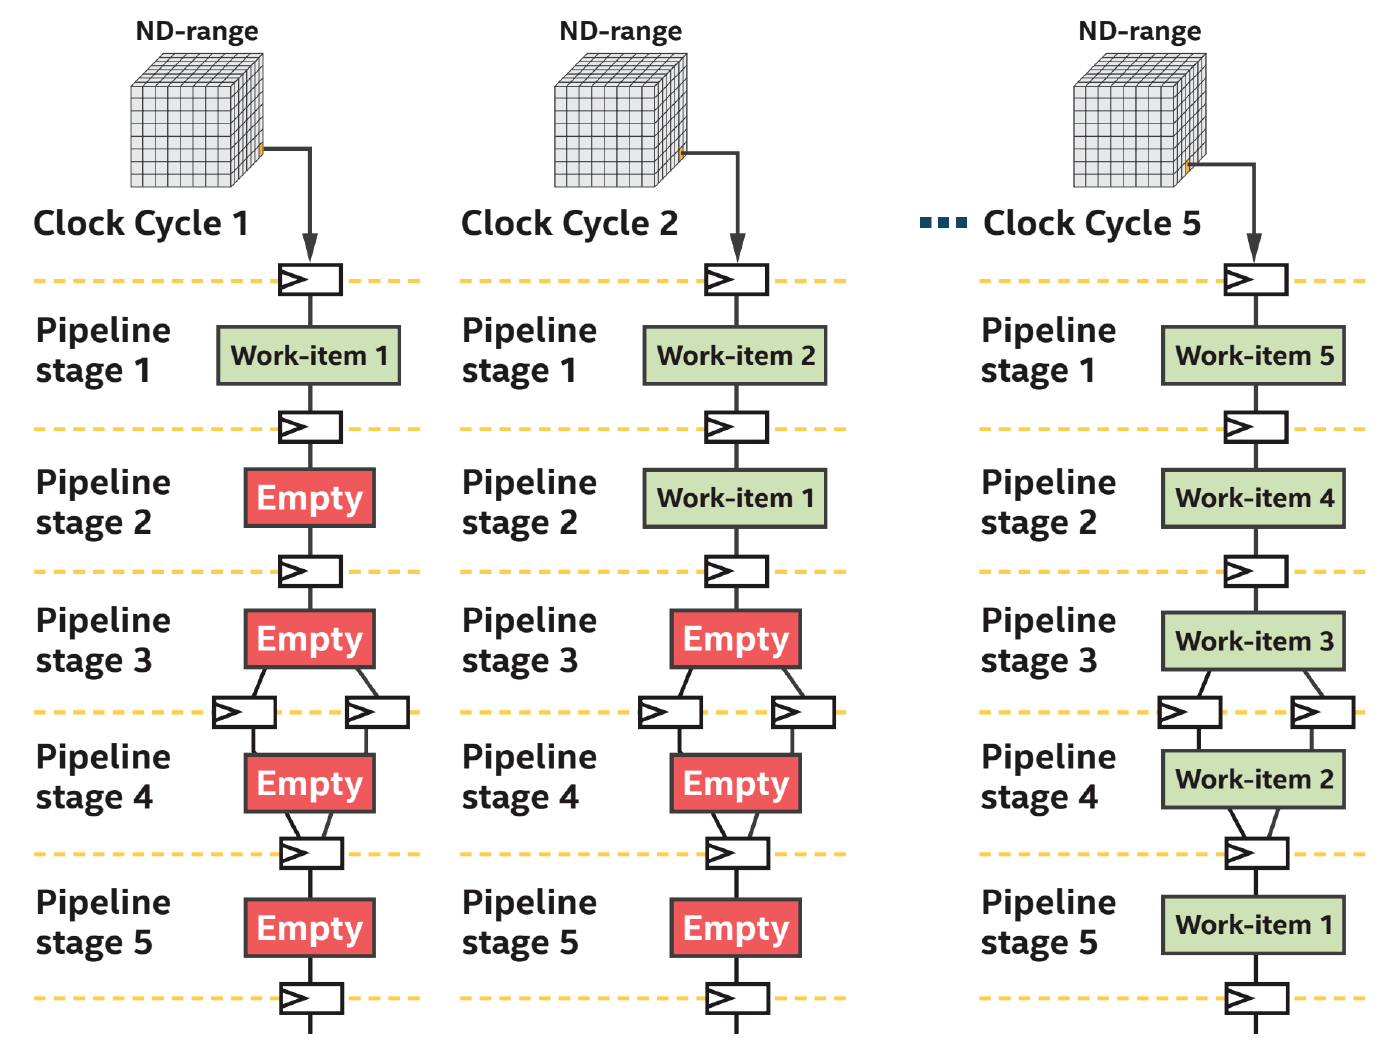 ND-range
Clock Cycle 1
Pipeline
stage 1
Work-item 1
Pipeline
stage 2
Empty
Pipeline
stage 3
Empty
Pipeline
stage 4
Empty
Pipeline
stage 5
Empty
ND-range
Clock Cycle 2
Pipeline
stage 1
Work-item 2
Pipeline
stage 2
Work-item 1
Pipeline
stage 3
Empty
Pipeline
stage 4
Empty
Pipeline
stage 5
Empty
ND-range
Clock Cycle 5
Pipeline
stage 1
Work-item 5
Pipeline
stage 2
Work-item 4
Pipeline
stage 3
Work-item 3
Pipeline
stage 4
Work-item 2
Pipeline
stage 5
Work-item 1